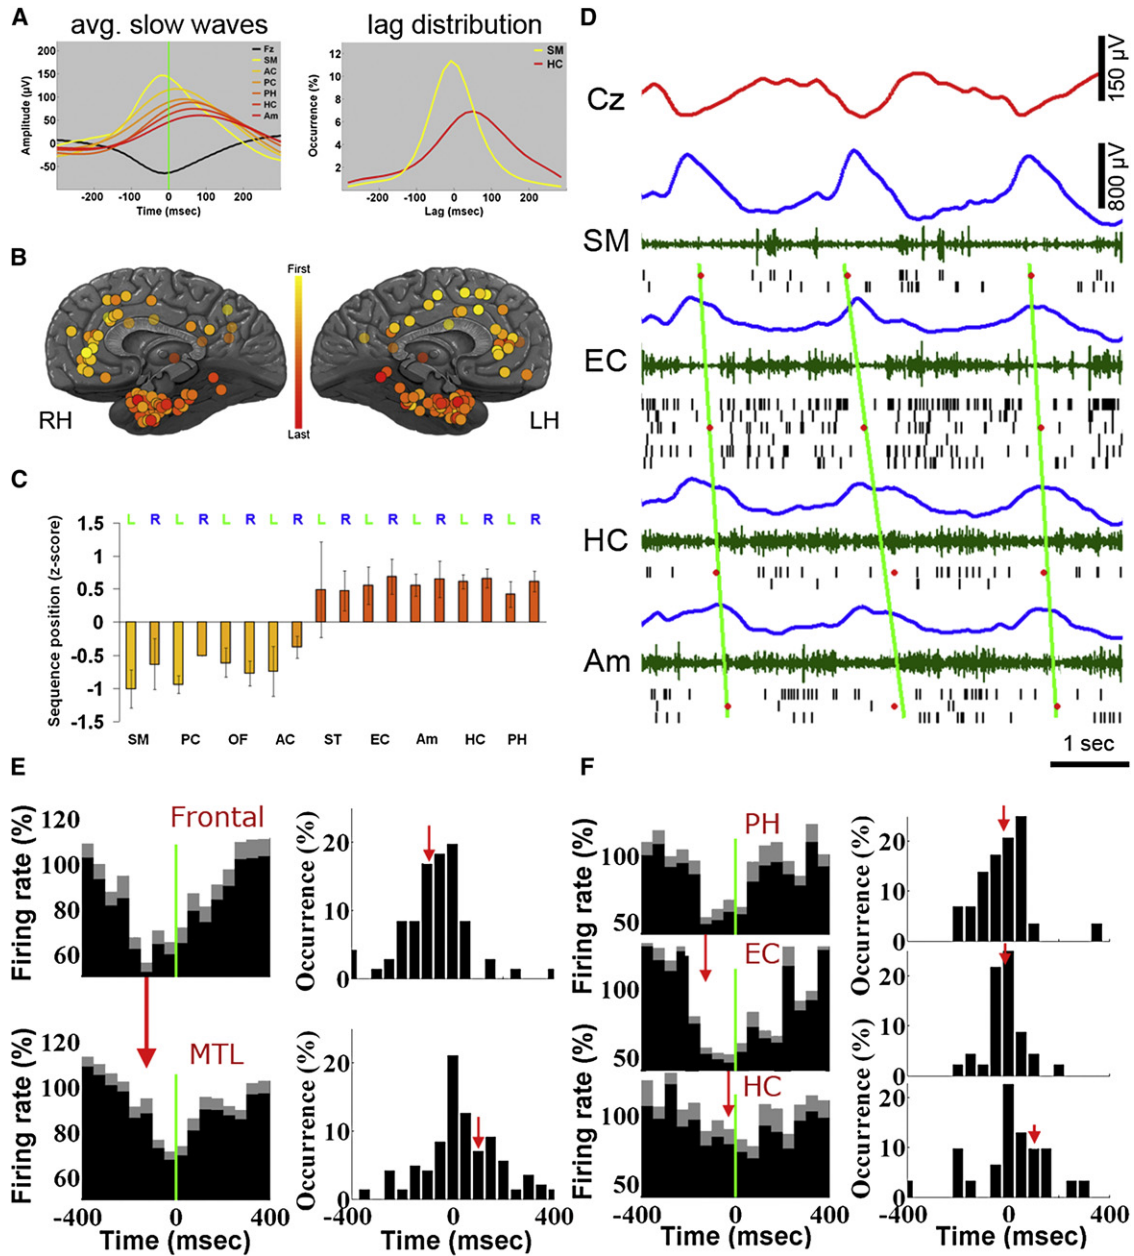 A
avg. slow waves
lag distribution
Amplitude (µV)
200
150
100
50
0
-50
Fz
SM
AC
PC
PH
HC
Am
-200 -100 0 100 200
Time (msec)
Occurrence (%)
12
10
8
6
4
2
SM
HC
-200 0 200
Lag (msec)
B
First
Last
RH
LH
C
Sequence position (z-score)
L R L R L R L R L R L R L R L R L R
1.5
1
0.5
0
-0.5
-1
-1.5
SM PC OF AC ST EC Am HC PH
D
Cz
150 µV
800 µV
SM
EC
HC
Am
1 sec
E
Frontal
Firing rate (%)
120
100
80
60
Occurrence (%)
20
10
0
MTL
Firing rate (%)
120
100
80
60
-400 0 400
Time (msec)
Occurrence (%)
20
10
0
-400 0 400
Time (msec)
F
PH
Firing rate (%)
100
50
Occurrence (%)
20
10
0
EC
Firing rate (%)
100
50
Occurrence (%)
20
10
0
HC
Firing rate (%)
100
50
-400 0 400
Time (msec)
Occurrence (%)
20
10
0
-400 0 400
Time (msec)